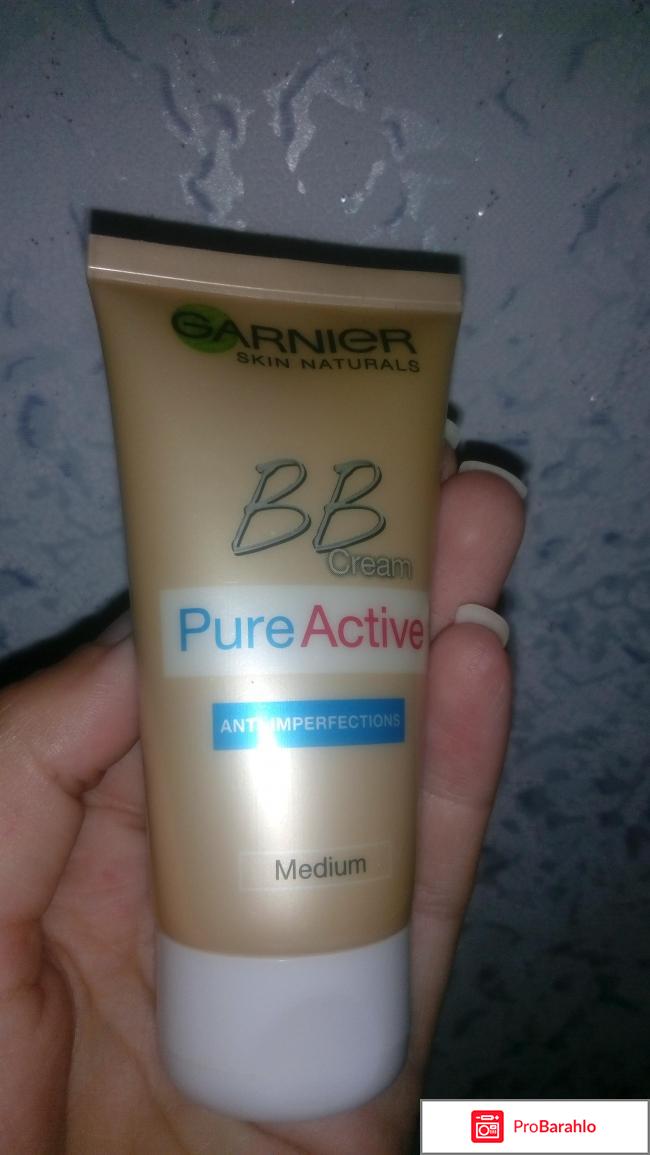 GARNIER
SKIN NATURALS
BB
Cream
PureActive
ANTI-IMPERFECTIONS
Medium
ProBarahlo